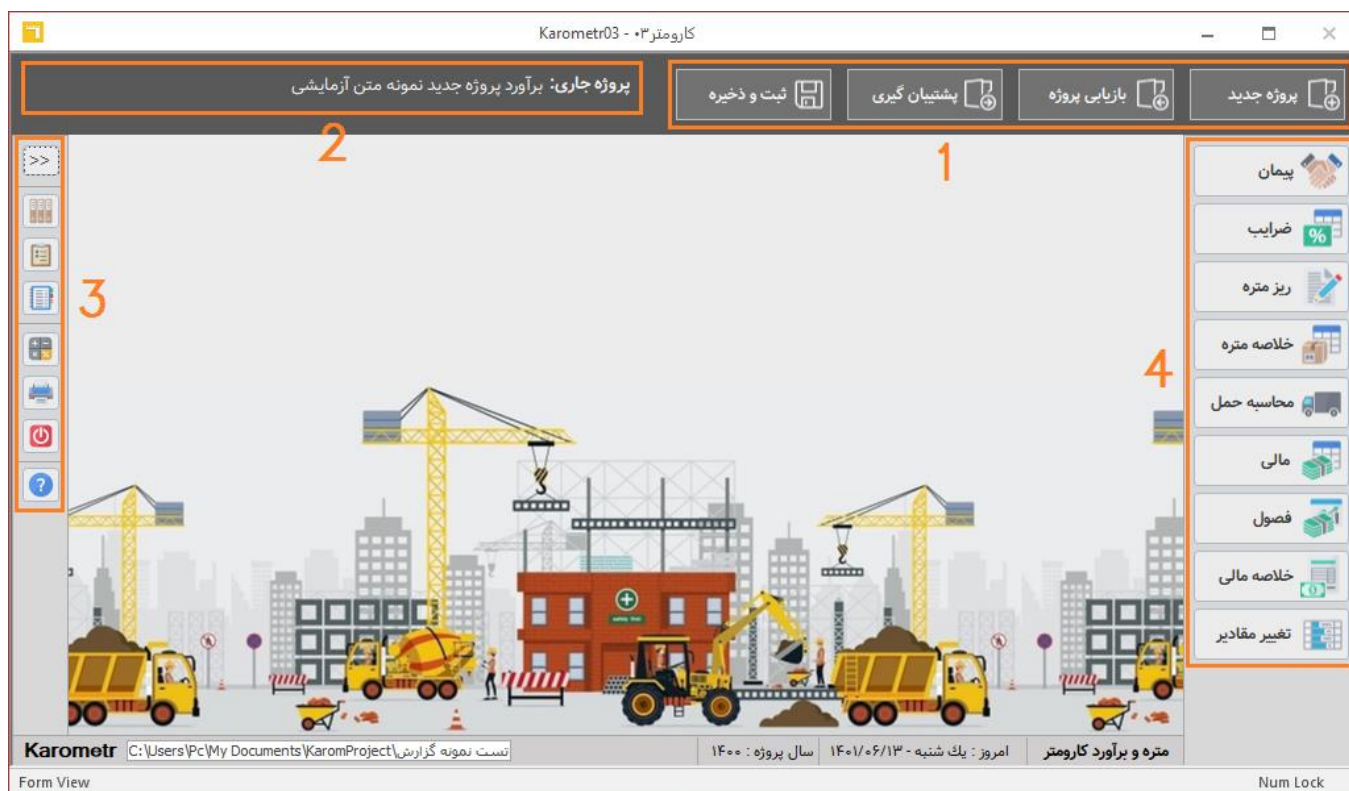 کارومتر۰۳ - Karometr03
پروژه جدید
بازیابی پروژه
پشتیبان گیری
ثبت و ذخیره
پروژه جاری: برآورد پروژه جدید نمونه متن آزمایشی
1
2
3
4
>>
پیمان
ضرایب
ریز متره
خلاصه متره
محاسبه حمل
مالی
فصول
خلاصه مالی
تغییر مقادیر
متره و برآورد کارومتر
امروز : یك شنبه - ۱۴۰۱/۰۶/۱۳
سال پروژه : ۱۴۰۰
C:\Users\Pc\My Documents\KaromProject\تست نمونه گزارش
Karometr
Form View
Num Lock